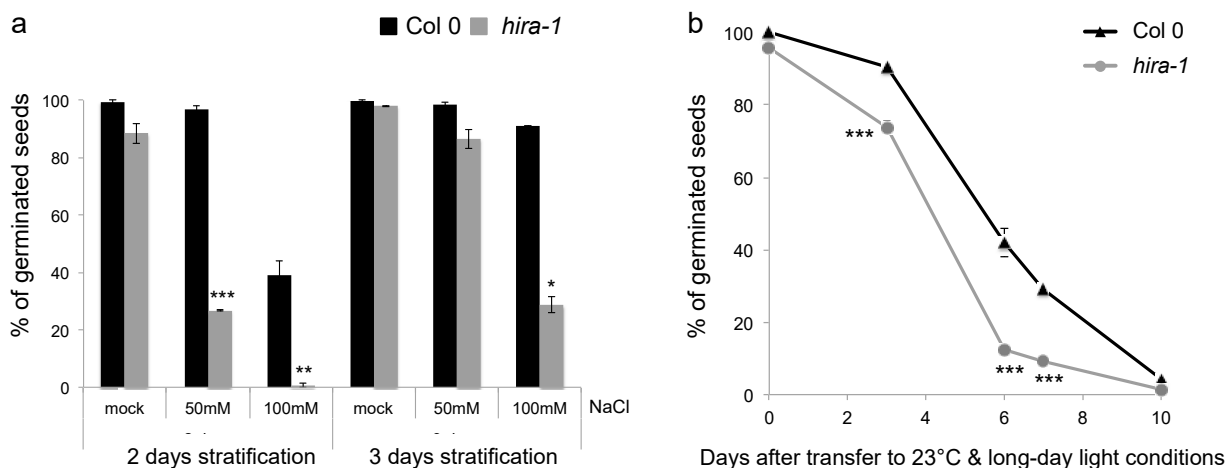 a
Col 0
hira-1
% of germinated seeds
100
80
60
40
20
0
***
**
*
mock
50mM
100mM
mock
50mM
100mM
NaCl
2 days stratification
3 days stratification
b
Col 0
hira-1
% of germinated seeds
100
80
60
40
20
0
***
***
***
0
2
4
6
8
10
Days after transfer to 23°C & long-day light conditions